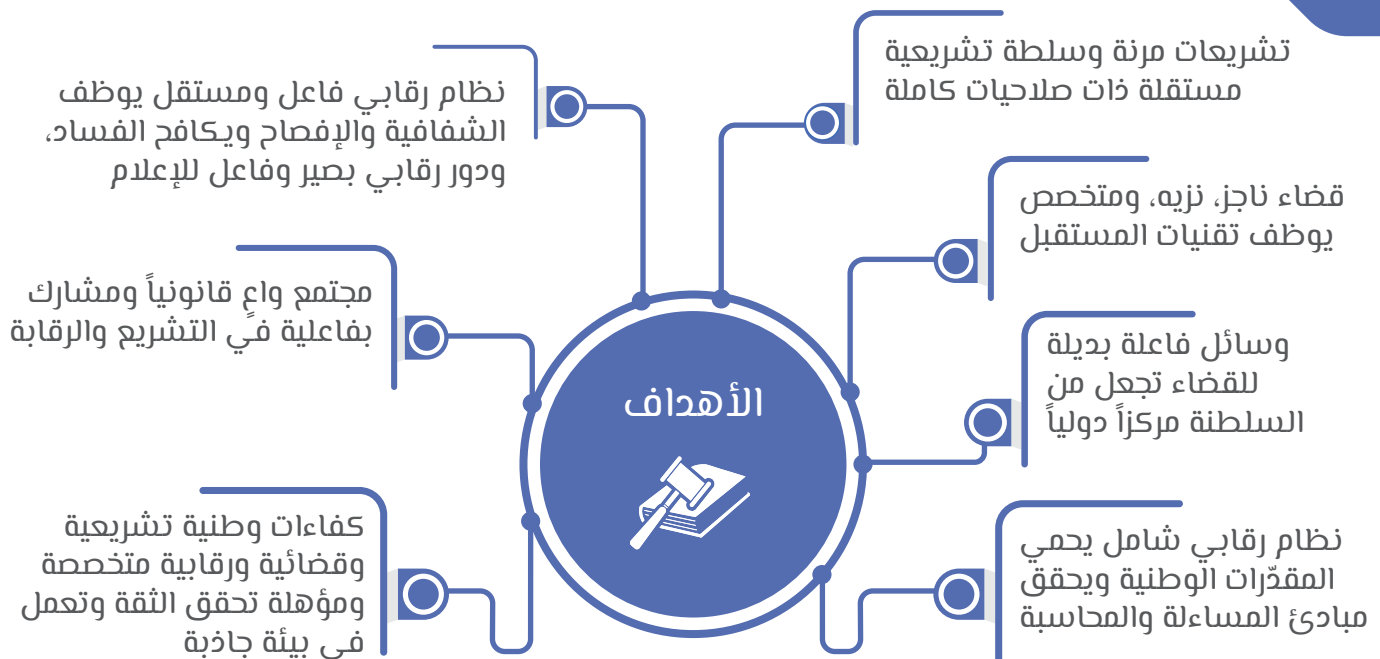 تشريعات مرنة وسلطة تشريعية
مستقلة ذات صلاحيات كاملة
قضاء ناجز، نزيه، ومتخصص
يوظف تقنيات المستقبل
وسائل فاعلة بديلة
للقضاء تجعل من
السلطنة مركزاً دولياً
نظام رقابي شامل يحمي
المقدّرات الوطنية ويحقق
مبادئ المساءلة والمحاسبة
الأهداف
نظام رقابي فاعل ومستقل يوظف
الشفافية والإفصاح ويكافح الفساد،
ودور رقابي بصير وفاعل للإعلام
مجتمع واعٍ قانونياً ومشارك
بفاعلية في التشريع والرقابة
كفاءات وطنية تشريعية
وقضائية ورقابية متخصصة
ومؤهلة تحقق الثقة وتعمل
في بيئة جاذبة